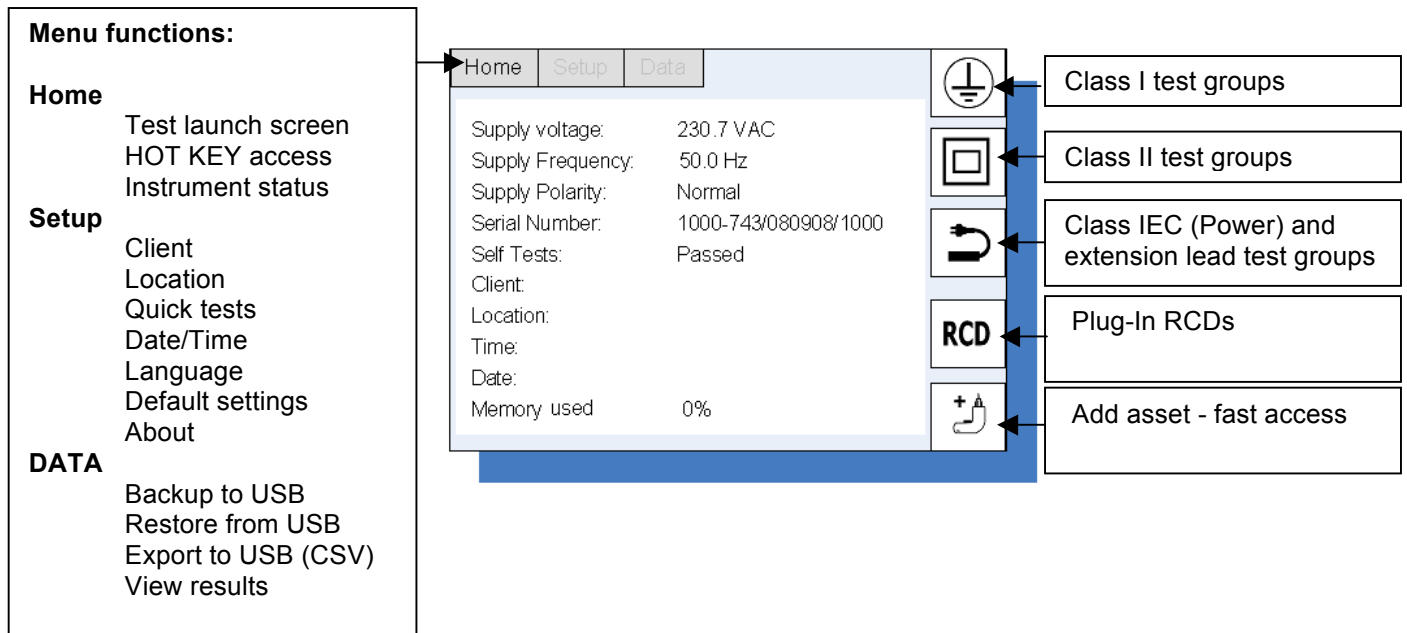 Menu functions:
Home
Test launch screen
HOT KEY access
Instrument status
Setup
Client
Location
Quick tests
Date/Time
Language
Default settings
About
DATA
Backup to USB
Restore from USB
Export to USB (CSV)
View results
Home Setup Data
Supply voltage: 230.7 VAC
Supply Frequency: 50.0 Hz
Supply Polarity: Normal
Serial Number: 1000-743/080908/1000
Self Tests: Passed
Client:
Location:
Time:
Date:
Memory used 0%
RCD
Class I test groups
Class II test groups
Class IEC (Power) and
extension lead test groups
Plug-In RCDs
Add asset - fast access